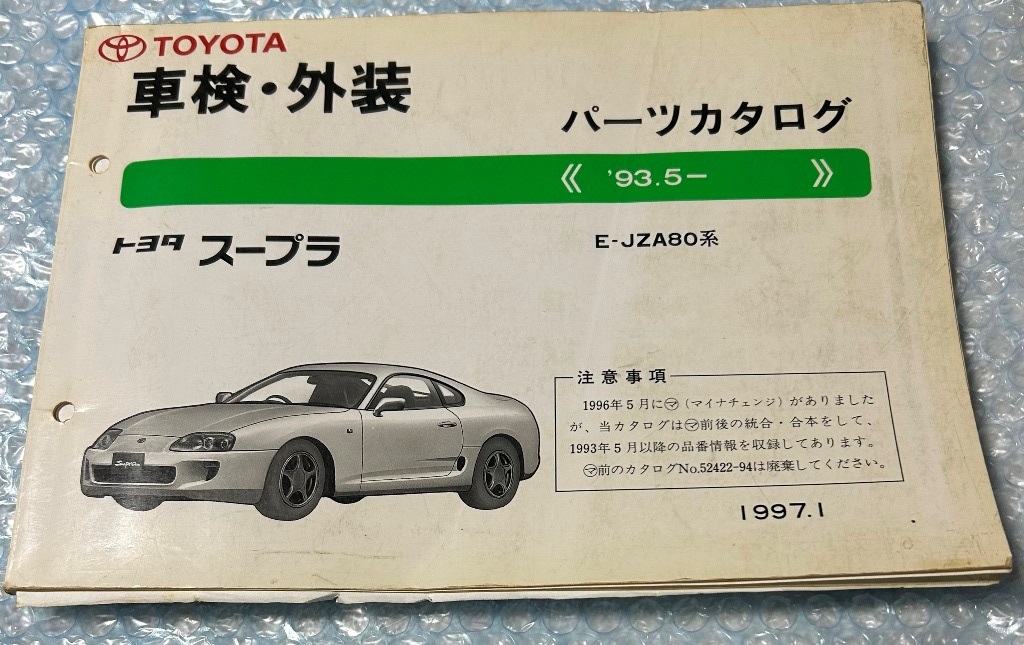 TOYOTA
車検・外装
パーツカタログ
《 '93.5ー 》
トヨタ スープラ
E-JZA80系
注意事項
1996年5月に㋮(マイナチェンジ)がありました
が、当カタログは㋮前後の統合・合本をして、
1993年5月以降の品番情報を収録してあります。
㋮前のカタログNo.52422-94は廃棄してください。
1997.1
Supra